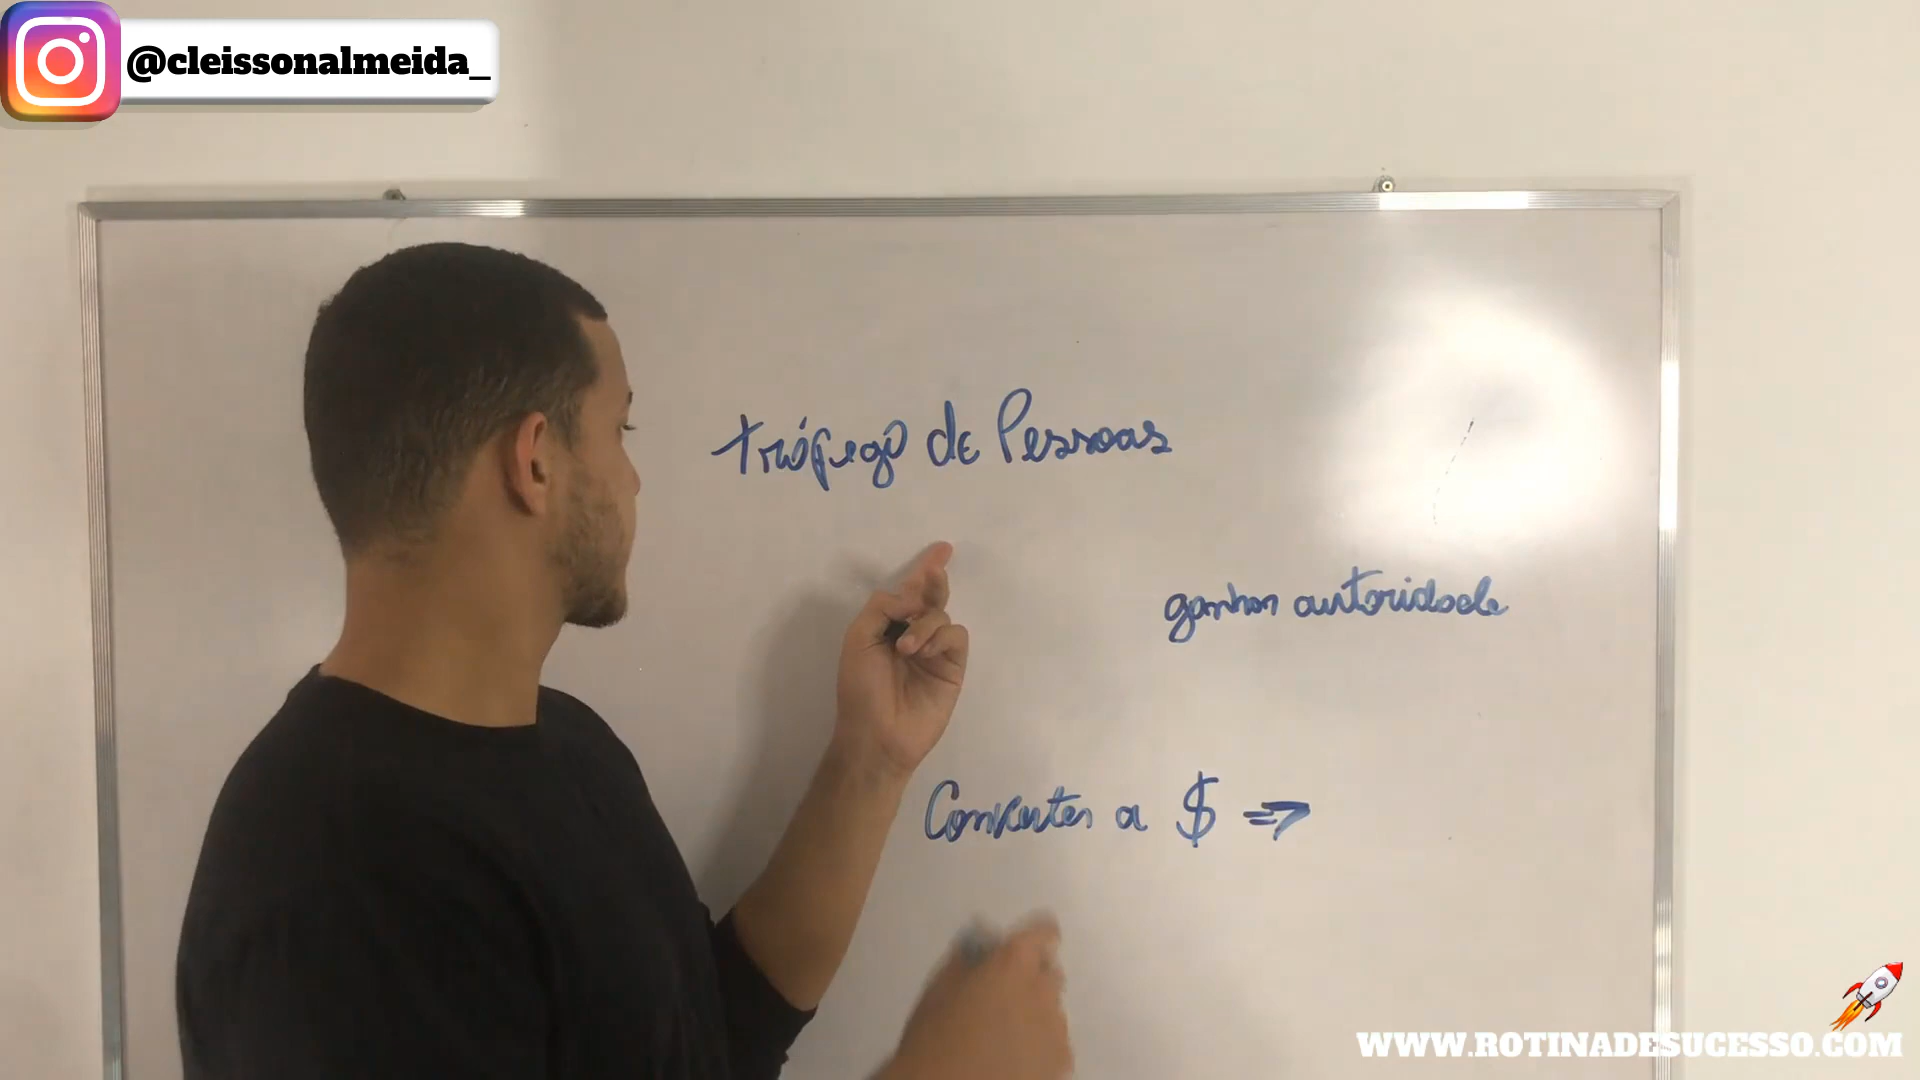 @cleissonalmeida_
tráfego de Pessoas
ganhar autoridade
Converter a $ ⇒
WWW.ROTINADESUCESSO.COM